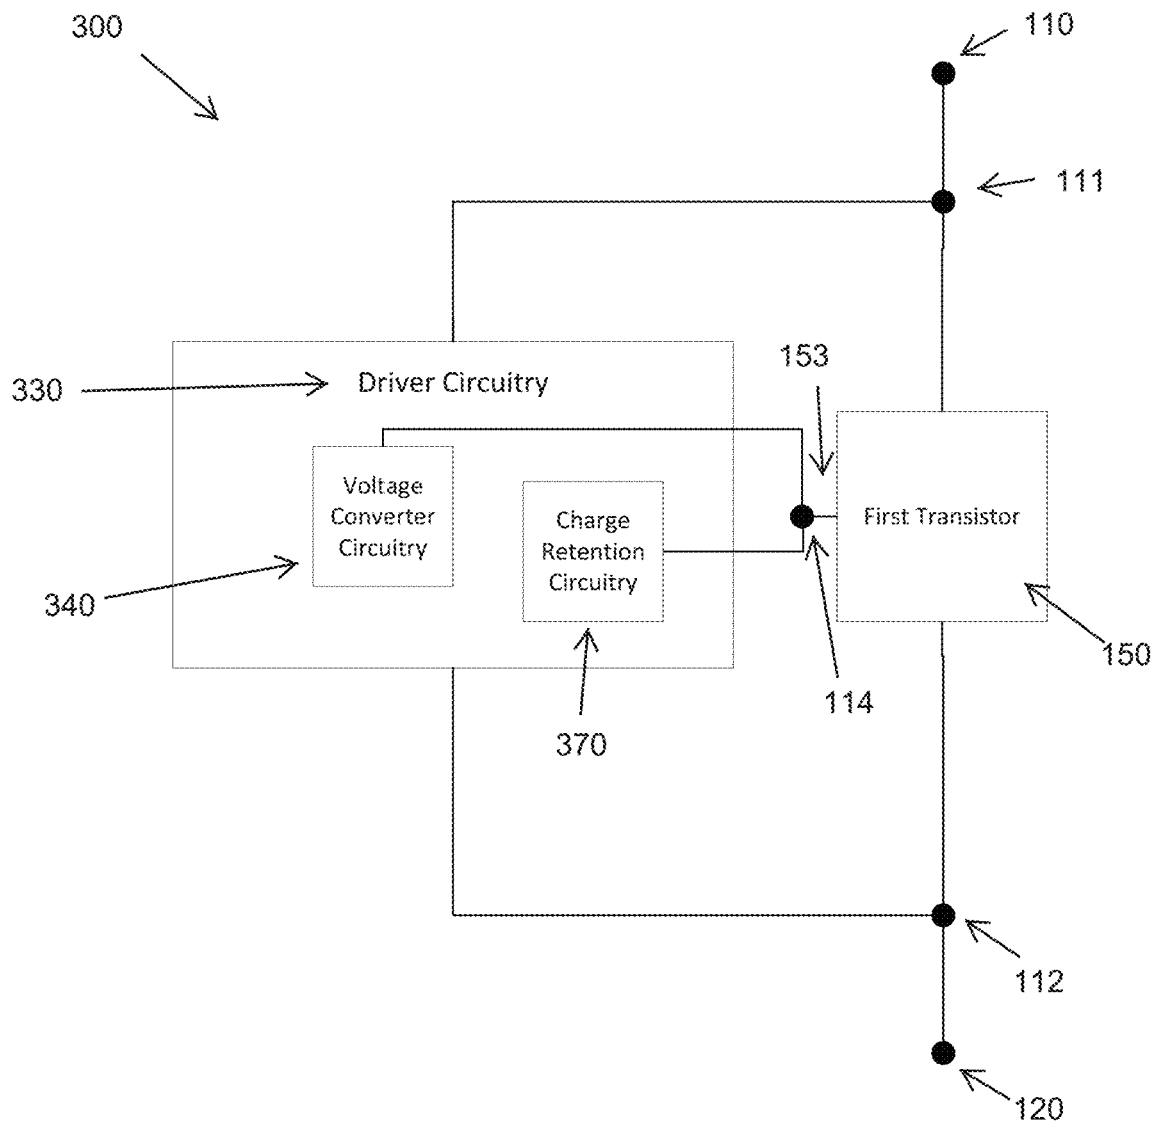 300
110
111
153
330
Driver Circuitry
Voltage
Converter
Circuitry
Charge
Retention
Circuitry
First Transistor
340
150
114
370
112
120